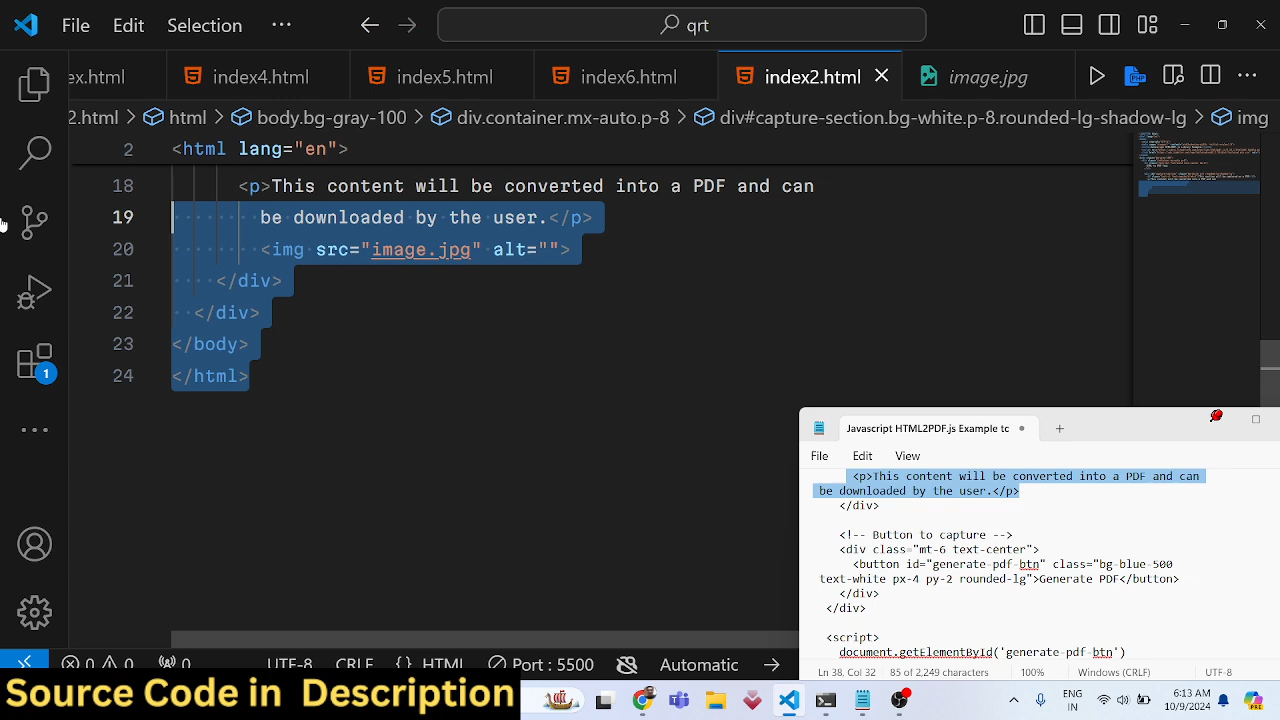 File Edit Selection ··· qrt
ex.html index4.html index5.html index6.html index2.html image.jpg
2.html > html > body.bg-gray-100 > div.container.mx-auto.p-8 > div#capture-section.bg-white.p-8.rounded-lg-shadow-lg > img
2 <html lang="en">
18 <p>This content will be converted into a PDF and can
19 be downloaded by the user.</p>
20 <img src="image.jpg" alt="">
21 </div>
22 </div>
23 </body>
24 </html>
1
Javascript HTML2PDF.js Example tc
File Edit View
<p>This content will be converted into a PDF and can
be downloaded by the user.</p>
</div>
<!-- Button to capture -->
<div class="mt-6 text-center">
<button id="generate-pdf-btn" class="bg-blue-500
text-white px-4 py-2 rounded-lg">Generate PDF</button>
</div>
</div>
<script>
document.getElementById('generate-pdf-btn')
Ln 38, Col 32 85 of 2,249 characters 100% Windows (CRLF) UTF-8
0 0 0 UTF-8 CRLF {} HTML Port : 5500 Automatic
Source Code in Description
ENG
IN
6:13 AM
10/9/2024